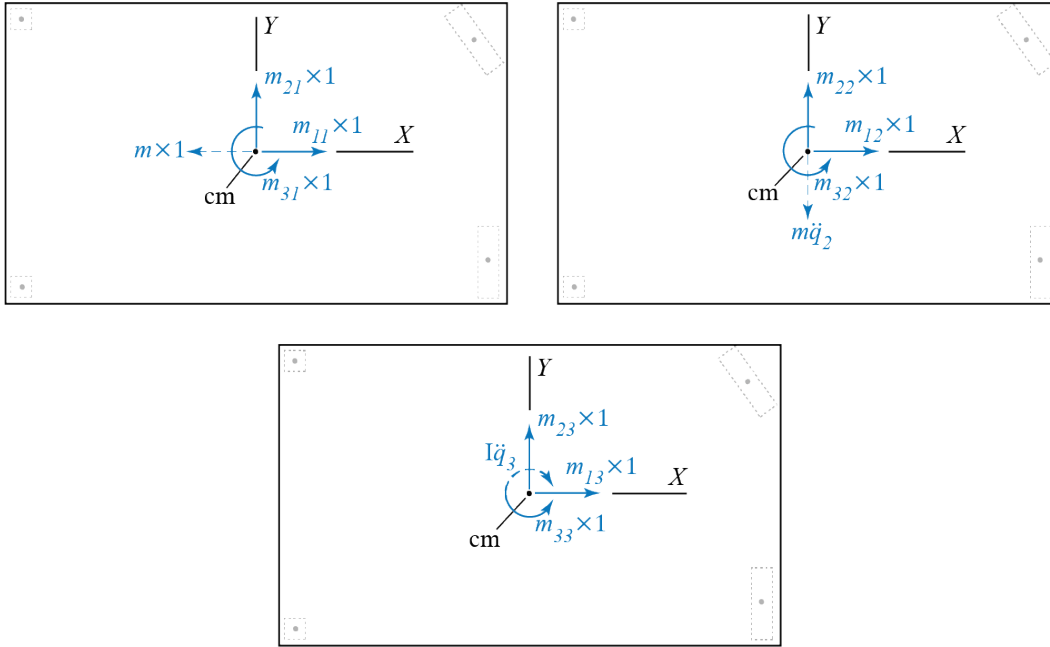 Y
m₂₁×1
m₁₁×1
X
m×1
m₃₁×1
cm
Y
m₂₂×1
m₁₂×1
X
m₃₂×1
cm
mq̈₂
Y
m₂₃×1
Iq̈₃
m₁₃×1
X
m₃₃×1
cm